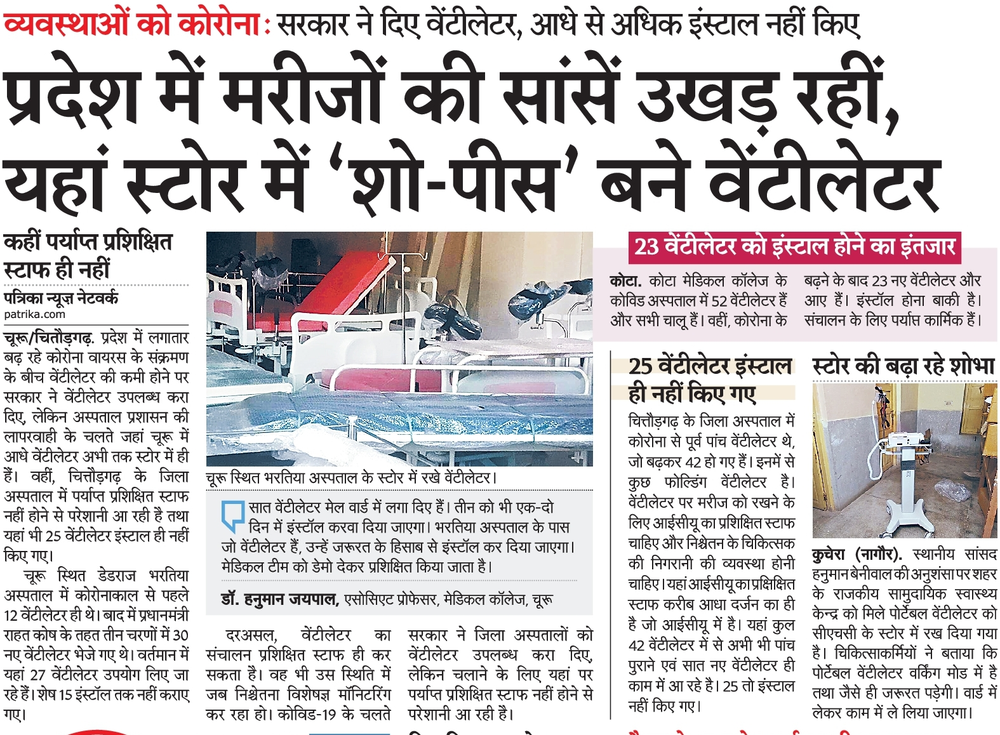 व्यवस्थाओं को कोरोना: सरकार ने दिए वेंटीलेटर, आधे से अधिक इंस्टाल नहीं किए
प्रदेश में मरीजों की सांसें उखड़ रहीं,
यहां स्टोर में ‘शो-पीस’ बने वेंटीलेटर
कहीं पर्याप्त प्रशिक्षित
स्टाफ ही नहीं
पत्रिका न्यूज़ नेटवर्क
patrika.com
चूरू/चितौड़गढ़. प्रदेश में लगातार
बढ़ रहे कोरोना वायरस के संक्रमण
के बीच वेंटीलेटर की कमी होने पर
सरकार ने वेंटीलेटर उपलब्ध करा
दिए, लेकिन अस्पताल प्रशासन की
लापरवाही के चलते जहां चूरू में
आधे वेंटीलेटर अभी तक स्टोर में ही
हैं। वहीं, चित्तौड़गढ़ के जिला
अस्पताल में पर्याप्त प्रशिक्षित स्टाफ
नहीं होने से परेशानी आ रही है तथा
यहां भी 25 वेंटीलेटर इंस्टाल ही नहीं
किए गए।
चूरू स्थित डेडराज भरतिया
अस्पताल में कोरोनाकाल से पहले
12 वेंटीलेटर ही थे। बाद में प्रधानमंत्री
राहत कोष के तहत तीन चरणों में 30
नए वेंटीलेटर भेजे गए थे। वर्तमान में
यहां 27 वेंटीलेटर उपयोग लिए जा
रहे हैं। शेष 15 इंस्टॉल तक नहीं कराए
गए।
चूरू स्थित भरतिया अस्पताल के स्टोर में रखे वेंटीलेटर।
सात वेंटीलेटर मेल वार्ड में लगा दिए हैं। तीन को भी एक-दो
दिन में इंस्टॉल करवा दिया जाएगा। भरतिया अस्पताल के पास
जो वेंटीलेटर हैं, उन्हें जरूरत के हिसाब से इंस्टॉल कर दिया जाएगा।
मेडिकल टीम को डेमो देकर प्रशिक्षित किया जाता है।
डॉ. हनुमान जयपाल, एसोसिएट प्रोफेसर, मेडिकल कॉलेज, चूरू
दरअसल, वेंटीलेटर का
संचालन प्रशिक्षित स्टाफ ही कर
सकता है। वह भी उस स्थिति में
जब निश्चेतना विशेषज्ञ मॉनिटरिंग
कर रहा हो। कोविड-19 के चलते
सरकार ने जिला अस्पतालों को
वेंटीलेटर उपलब्ध करा दिए,
लेकिन चलाने के लिए यहां पर
पर्याप्त प्रशिक्षित स्टाफ नहीं होने से
परेशानी आ रही है।
23 वेंटीलेटर को इंस्टाल होने का इंतजार
कोटा. कोटा मेडिकल कॉलेज के
कोविड अस्पताल में 52 वेंटीलेटर हैं
और सभी चालू हैं। वहीं, कोरोना के
बढ़ने के बाद 23 नए वेंटीलेटर और
आए हैं। इंस्टॉल होना बाकी है।
संचालन के लिए पर्याप्त कार्मिक हैं।
25 वेंटीलेटर इंस्टाल
ही नहीं किए गए
चित्तौड़गढ़ के जिला अस्पताल में
कोरोना से पूर्व पांच वेंटीलेटर थे,
जो बढ़कर 42 हो गए हैं। इनमें से
कुछ फोल्डिंग वेंटीलेटर है।
वेंटीलेटर पर मरीज को रखने के
लिए आईसीयू का प्रशिक्षित स्टाफ
चाहिए और निश्चेतन के चिकित्सक
की निगरानी की व्यवस्था होनी
चाहिए। यहां आईसीयू का प्रक्षिक्षित
स्टाफ करीब आधा दर्जन का ही
है जो आईसीयू में है। यहां कुल
42 वेंटीलेटर में से अभी भी पांच
पुराने एवं सात नए वेंटीलेटर ही
काम में आ रहे है। 25 तो इंस्टाल
नहीं किए गए।
स्टोर की बढ़ा रहे शोभा
कुचेरा (नागौर). स्थानीय सांसद
हनुमान बेनीवाल की अनुशंसा पर शहर
के राजकीय सामुदायिक स्वास्थ्य
केन्द्र को मिले पोर्टेबल वेंटीलेटर को
सीएचसी के स्टोर में रख दिया गया
है। चिकित्साकर्मियों ने बताया कि
पोर्टेबल वेंटीलेटर वर्किंग मोड में है
तथा जैसे ही जरूरत पड़ेगी। वार्ड में
लेकर काम में ले लिया जाएगा।